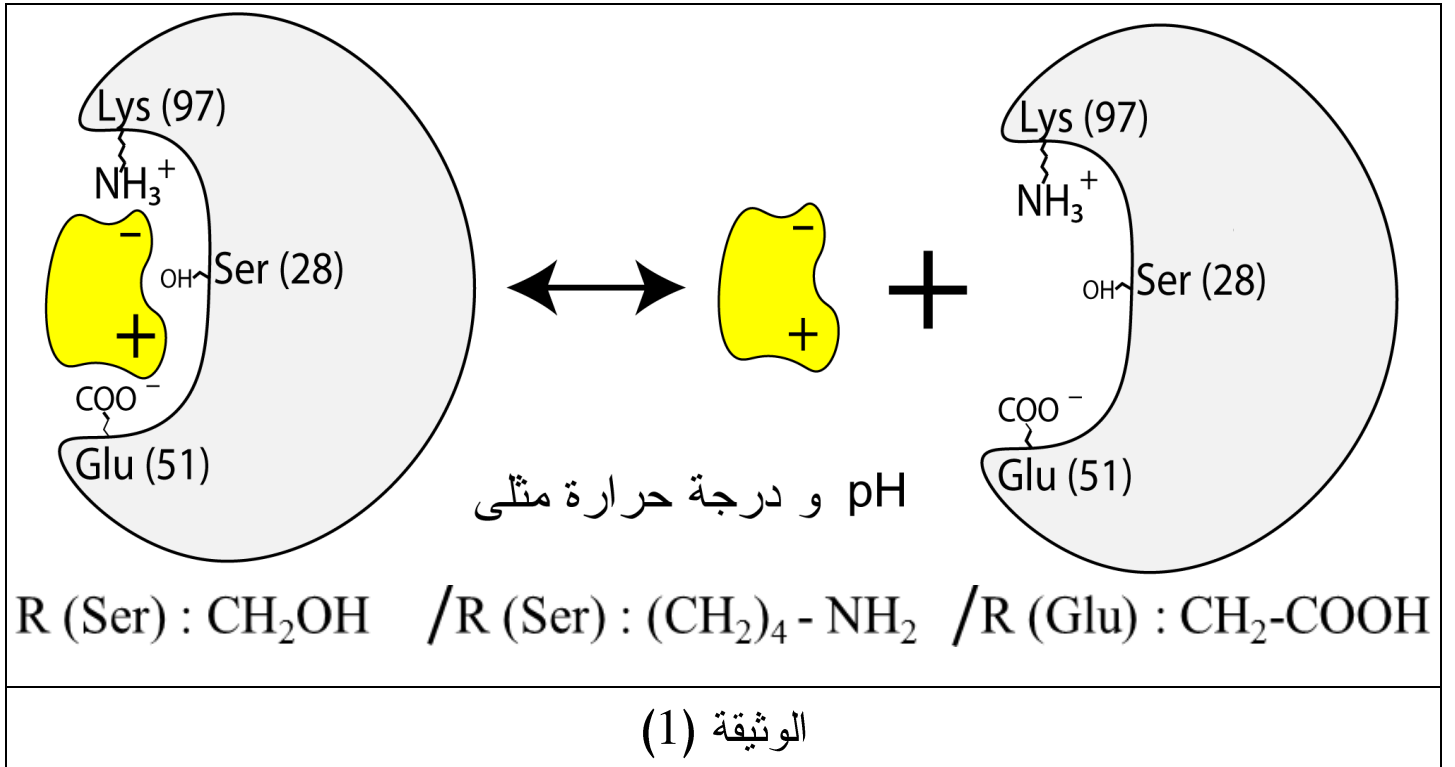 Lys (97)
NH₃⁺
−
OH Ser (28)
+
COO⁻
Glu (51)
−
+
+
Lys (97)
NH₃⁺
OH Ser (28)
COO⁻
Glu (51)
pH و درجة حرارة مثلى
R (Ser) : CH₂OH /R (Ser) : (CH₂)₄ - NH₂ /R (Glu) : CH₂-COOH
الوثيقة (1)